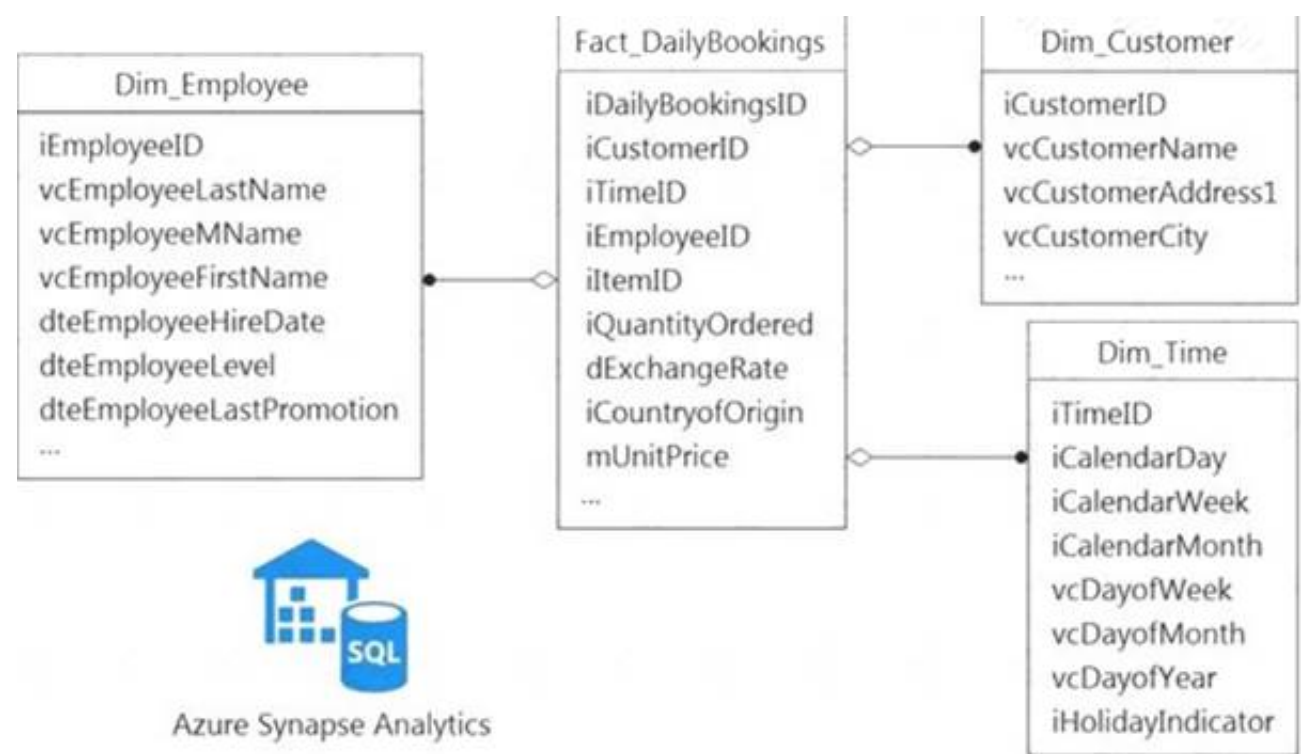 Dim_Employee
iEmployeeID
vcEmployeeLastName
vcEmployeeMName
vcEmployeeFirstName
dteEmployeeHireDate
dteEmployeeLevel
dteEmployeeLastPromotion
...
Fact_DailyBookings
iDailyBookingsID
iCustomerID
iTimeID
iEmployeeID
iItemID
iQuantityOrdered
dExchangeRate
iCountryofOrigin
mUnitPrice
...
Dim_Customer
iCustomerID
vcCustomerName
vcCustomerAddress1
vcCustomerCity
...
Dim_Time
iTimeID
iCalendarDay
iCalendarWeek
iCalendarMonth
vcDayofWeek
vcDayofMonth
vcDayofYear
iHolidayIndicator
SQL
Azure Synapse Analytics